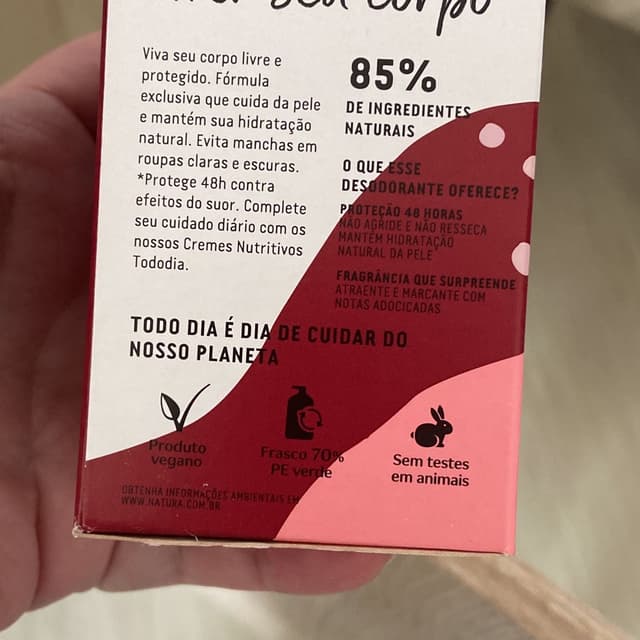 seu corpo
Viva seu corpo livre e
protegido. Fórmula
exclusiva que cuida da pele
e mantém sua hidratação
natural. Evita manchas em
roupas claras e escuras.
*Protege 48h contra
efeitos do suor. Complete
seu cuidado diário com os
nossos Cremes Nutritivos
Tododia.
85%
DE INGREDIENTES
NATURAIS
O QUE ESSE
DESODORANTE OFERECE?
PROTEÇÃO 48 HORAS
NÃO AGRIDE E NÃO RESSECA
MANTÉM HIDRATAÇÃO
NATURAL DA PELE
FRAGRÂNCIA QUE SURPREENDE
ATRAENTE E MARCANTE COM
NOTAS ADOCICADAS
TODO DIA É DIA DE CUIDAR DO
NOSSO PLANETA
Produto
vegano
Frasco 70%
PE verde
Sem testes
em animais
OBTENHA INFORMAÇÕES AMBIENTAIS EM
WWW.NATURA.COM.BR